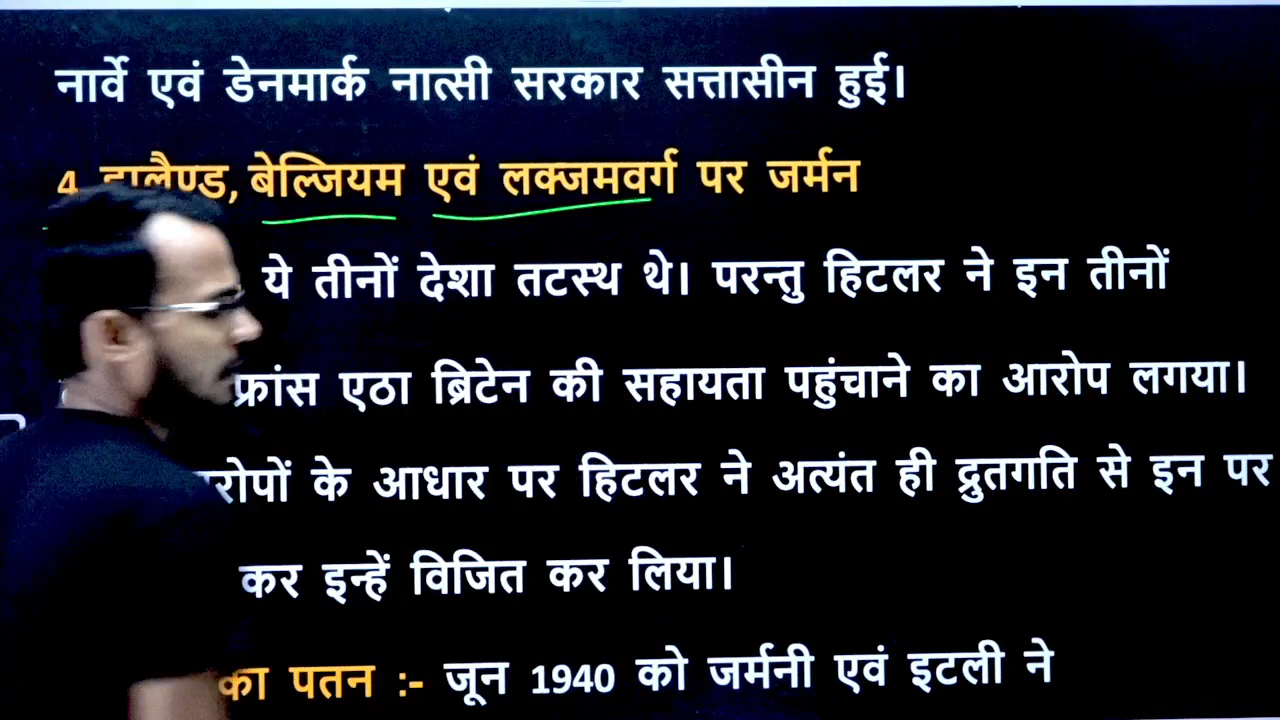 नार्वे एवं डेनमार्क नात्सी सरकार सत्तासीन हुई।
4 हालैण्ड, बेल्जियम एवं लक्जमवर्ग पर जर्मन
ये तीनों देशा तटस्थ थे। परन्तु हिटलर ने इन तीनों
फ्रांस एठा ब्रिटेन की सहायता पहुंचाने का आरोप लगया।
के आधार पर हिटलर ने अत्यंत ही द्रुतगति से इन पर
कर इन्हें विजित कर लिया।
का पतन :- जून 1940 को जर्मनी एवं इटली ने